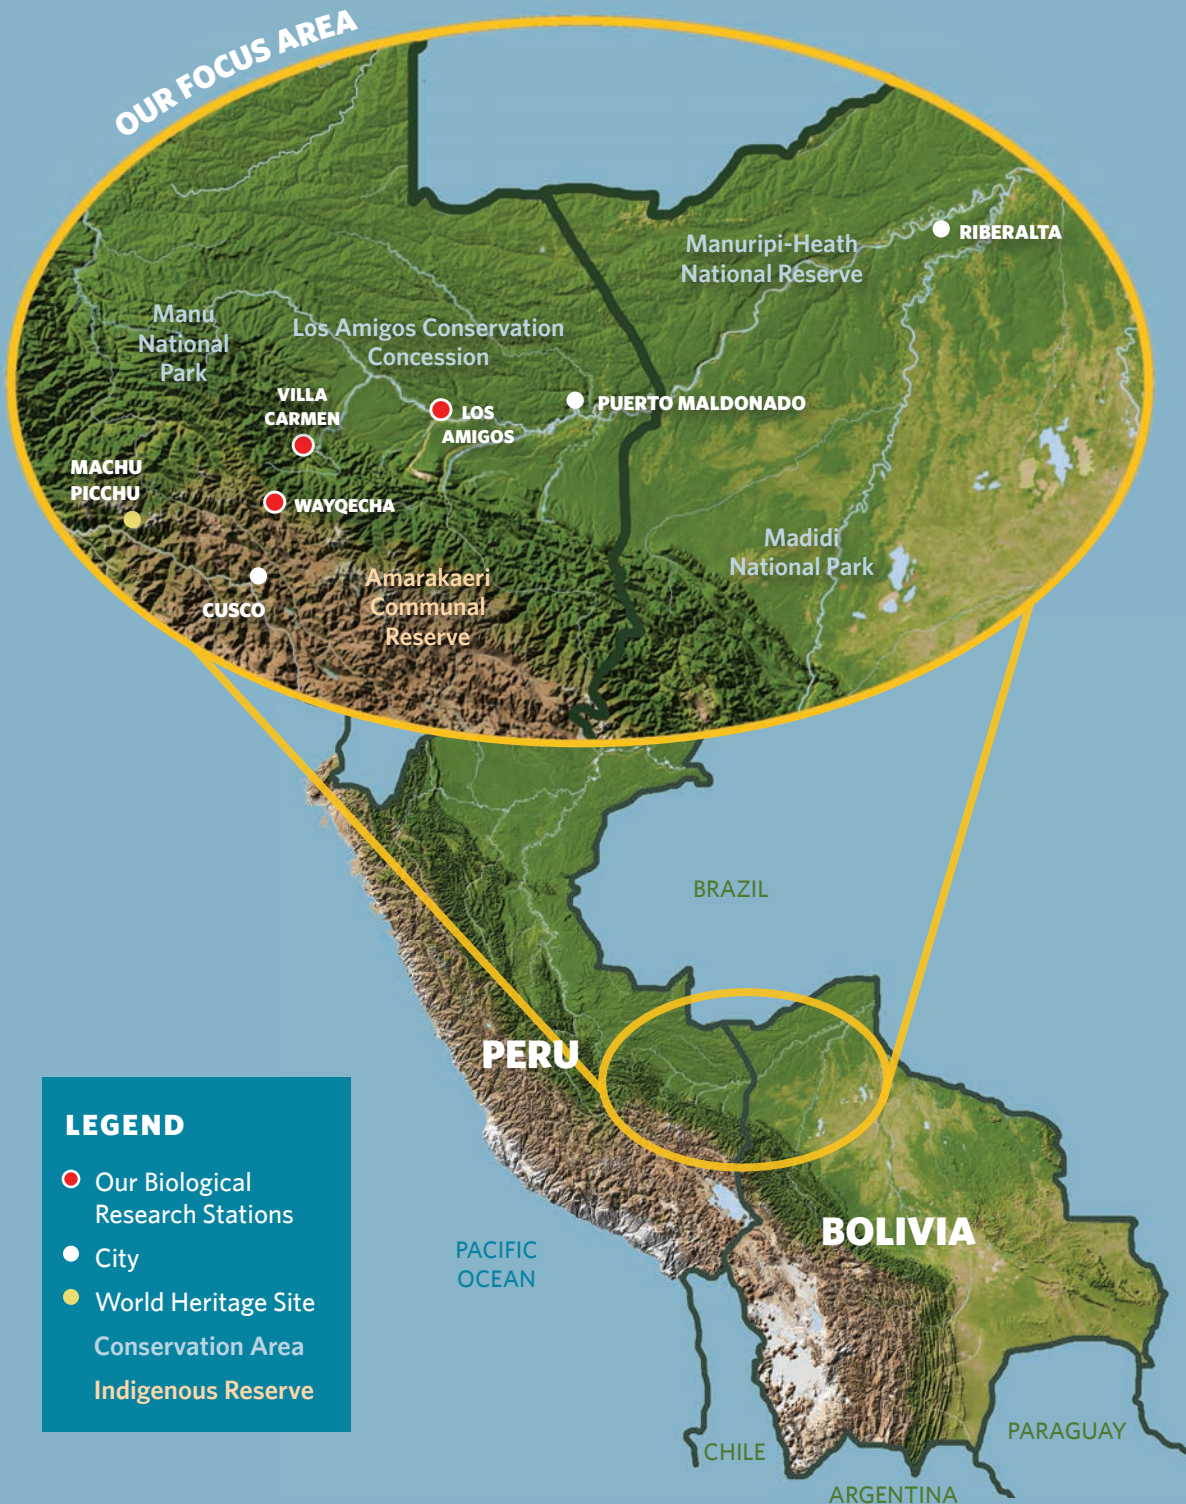 OUR FOCUS AREA
Manuripi-Heath
National Reserve
RIBERALTA
Manu
National
Park
Los Amigos Conservation
Concession
VILLA
CARMEN
LOS
AMIGOS
PUERTO MALDONADO
MACHU
PICCHU
WAYQECHA
Madidi
National Park
CUSCO
Amarakaeri
Communal
Reserve
BRAZIL
PERU
BOLIVIA
PACIFIC
OCEAN
CHILE
PARAGUAY
ARGENTINA
LEGEND
Our Biological
Research Stations
City
World Heritage Site
Conservation Area
Indigenous Reserve